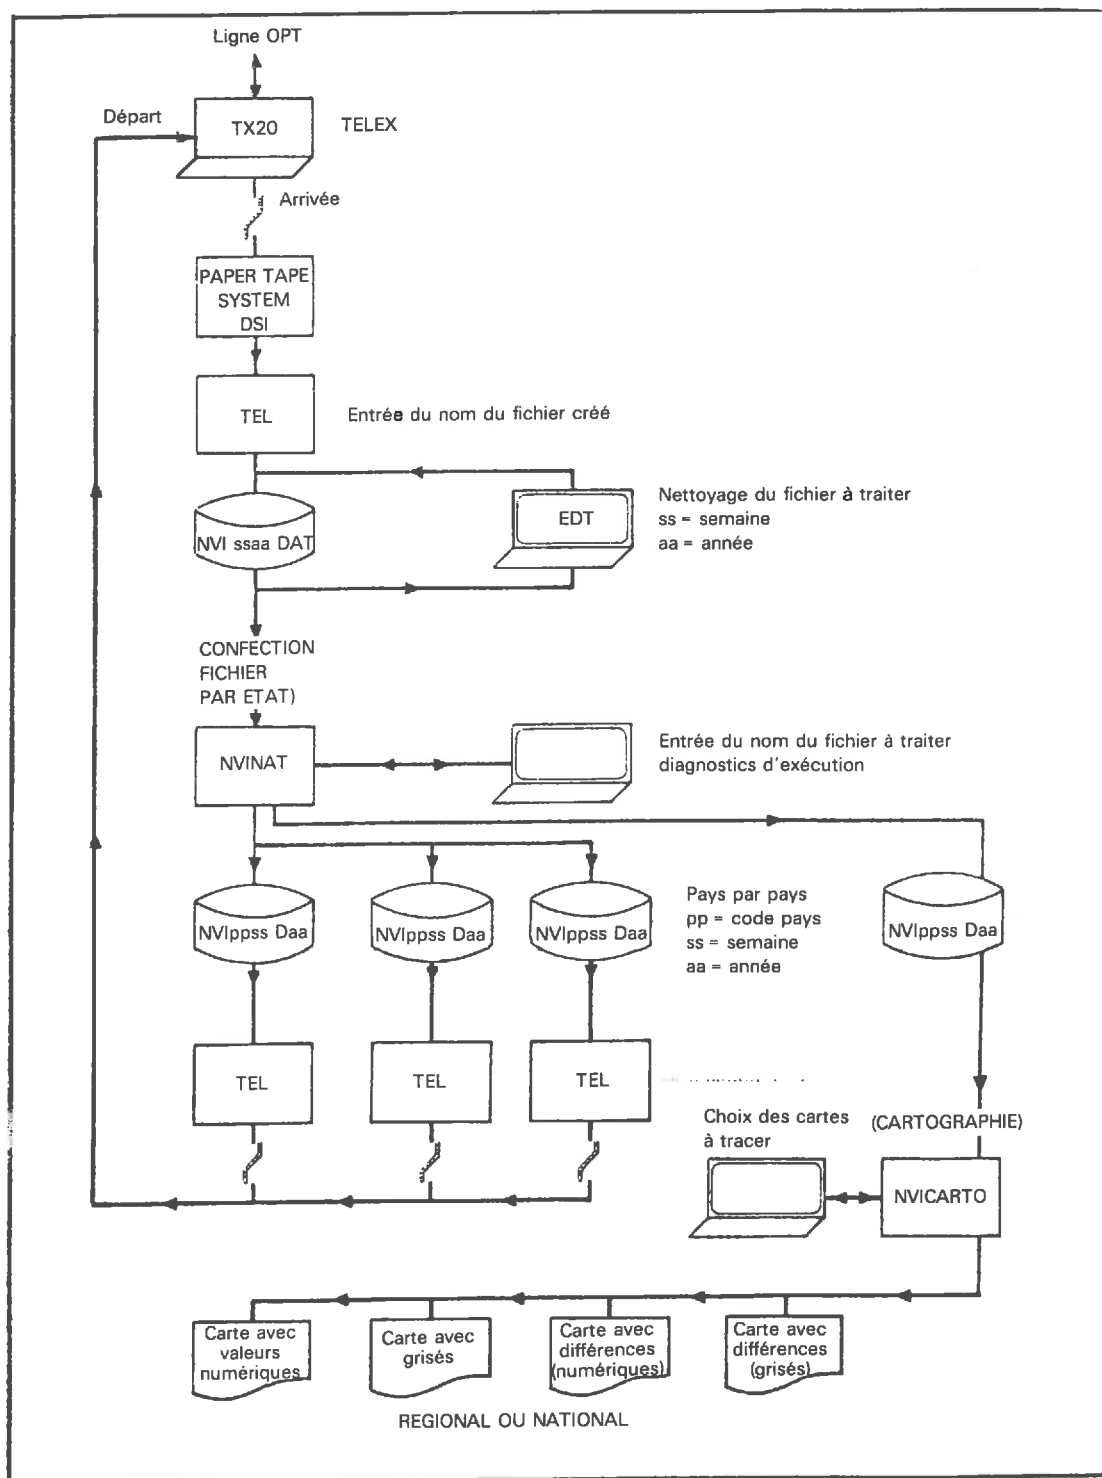 Ligne OPT
Départ
TX20
TELEX
Arrivée
PAPER TAPE
SYSTEM
DSI
TEL
Entrée du nom du fichier créé
NVI ssaa DAT
EDT
Nettoyage du fichier à traiter
ss = semaine
aa = année
CONFECTION
FICHIER
PAR ETAT)
NVINAT
Entrée du nom du fichier à traiter
diagnostics d'exécution
NVIppss Daa
NVIppss Daa
NVIppss Daa
Pays par pays
pp = code pays
ss = semaine
aa = année
NVIppss Daa
TEL
TEL
TEL
Choix des cartes
à tracer
(CARTOGRAPHIE)
NVICARTO
Carte avec
valeurs
numériques
Carte avec
grisés
Carte avec
différences
(numériques)
Carte avec
différences
(grisés)
REGIONAL OU NATIONAL